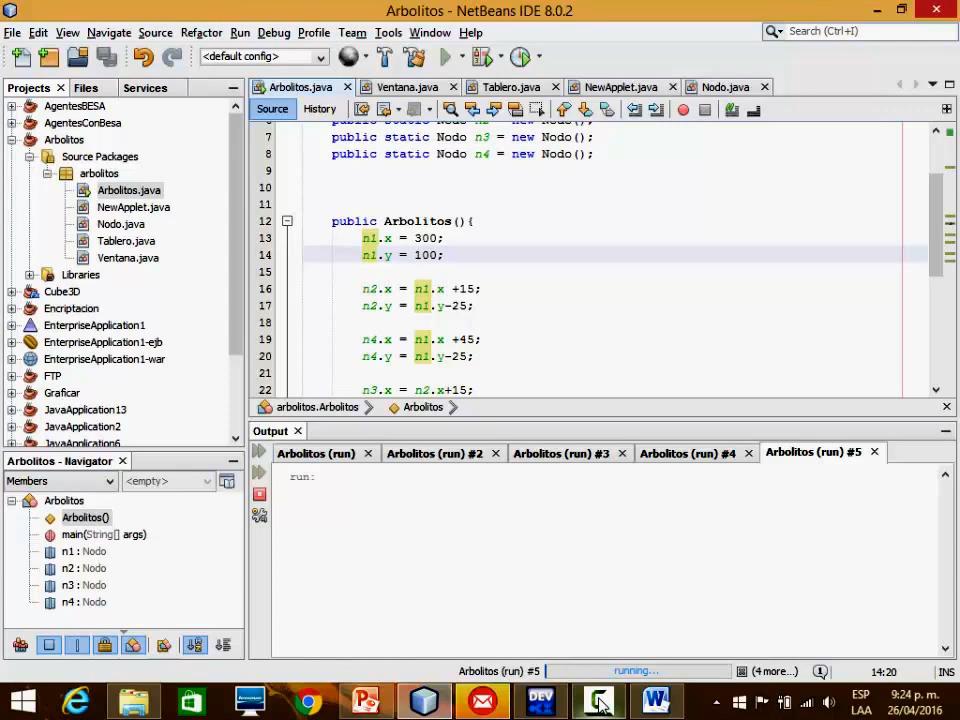 Arbolitos - NetBeans IDE 8.0.2
File Edit View Navigate Source Refactor Run Debug Profile Team Tools Window Help
Search (Ctrl+I)
<default config>
Projects Files Services
AgentesBESA
AgentesConBesa
Arbolitos
Source Packages
arbolitos
Arbolitos.java
NewApplet.java
Nodo.java
Tablero.java
Ventana.java
Libraries
Cube3D
Encriptacion
EnterpriseApplication1
EnterpriseApplication1-ejb
EnterpriseApplication1-war
FTP
Graficar
JavaApplication13
JavaApplication2
JavaApplication6
Arbolitos.java Ventana.java Tablero.java NewApplet.java Nodo.java
Source History
7 public static Nodo n3 = new Nodo();
8 public static Nodo n4 = new Nodo();
9
10
11
12 public Arbolitos(){
13 n1.x = 300;
14 n1.y = 100;
15
16 n2.x = n1.x +15;
17 n2.y = n1.y-25;
18
19 n4.x = n1.x +45;
20 n4.y = n1.y-25;
21
22 n3.x = n2.x+15;
arbolitos.Arbolitos Arbolitos
Output
Arbolitos (run) Arbolitos (run) #2 Arbolitos (run) #3 Arbolitos (run) #4 Arbolitos (run) #5
run:
Arbolitos - Navigator
Members <empty>
Arbolitos
Arbolitos()
main(String[] args)
n1 : Nodo
n2 : Nodo
n3 : Nodo
n4 : Nodo
Arbolitos (run) #5 running... (4 more...) 14:20 INS
DEV
ESP
LAA
9:24 p. m.
26/04/2016